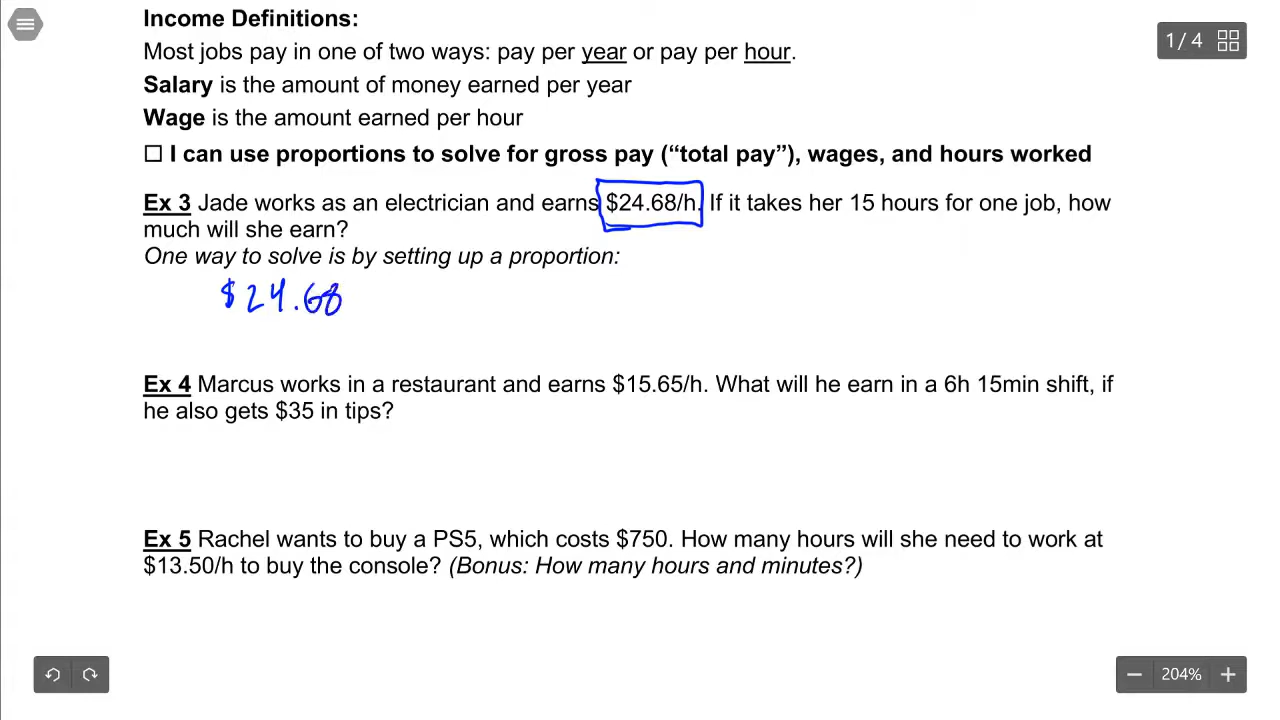 Income Definitions:
1 / 4
Most jobs pay in one of two ways: pay per year or pay per hour.
Salary is the amount of money earned per year
Wage is the amount earned per hour
☐ I can use proportions to solve for gross pay (“total pay”), wages, and hours worked
Ex 3 Jade works as an electrician and earns $24.68/h. If it takes her 15 hours for one job, how
much will she earn?
One way to solve is by setting up a proportion:
$24.68
Ex 4 Marcus works in a restaurant and earns $15.65/h. What will he earn in a 6h 15min shift, if
he also gets $35 in tips?
Ex 5 Rachel wants to buy a PS5, which costs $750. How many hours will she need to work at
$13.50/h to buy the console? (Bonus: How many hours and minutes?)
204%